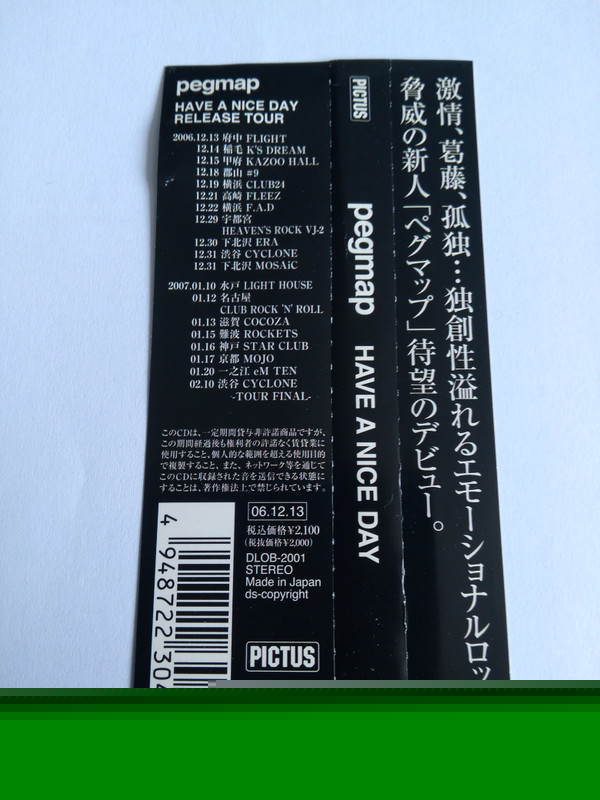 pegmap
HAVE A NICE DAY
RELEASE TOUR
2006.12.13 府中 FLIGHT
12.14 稲毛 K'S DREAM
12.15 甲府 KAZOO HALL
12.18 郡山 #9
12.19 横浜 CLUB24
12.21 高崎 FLEEZ
12.22 横浜 F.A.D
12.29 宇都宮
HEAVEN'S ROCK VJ-2
12.30 下北沢 ERA
12.31 渋谷 CYCLONE
12.31 下北沢 MOSAiC
2007.01.10 水戸 LIGHT HOUSE
01.12 名古屋
CLUB ROCK 'N' ROLL
01.13 滋賀 COCOZA
01.15 難波 ROCKETS
01.16 神戸 STAR CLUB
01.17 京都 MOJO
01.20 一之江 eM TEN
02.10 渋谷 CYCLONE
-TOUR FINAL-
このCDは、一定期間貸与非許諾商品ですが、
この期間経過後も権利者の許諾なく賃貸業に
使用すること、個人的な範囲を超える使用目的
で複製すること、また、ネットワーク等を通じて
このCDに収録された音を送信できる状態に
することは、著作権法上で禁じられています。
4 948722 304
06.12.13
税込価格¥2,100
(税抜価格¥2,000)
DLOB-2001
STEREO
Made in Japan
ds-copyright
PICTUS
PICTUS
pegmap HAVE A NICE DAY
激情、葛藤、孤独…独創性溢れるエモーショナルロッ
脅威の新人「ペグマップ」待望のデビュー。